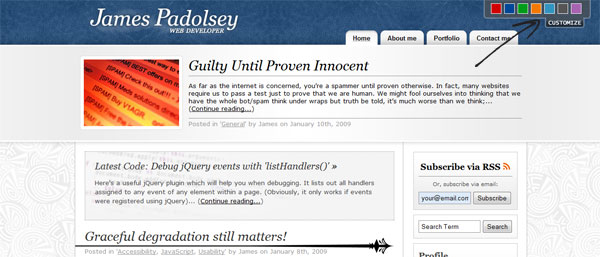 James Padolsey
WEB DEVELOPER
CUSTOMIZE
Home
About me
Portfolio
Contact me
[SPAM] Check this out!
[SPAM] Buy V1AGR
Guilty Until Proven Innocent
As far as the internet is concerned, you're a spammer until proven otherwise. In fact, many websites
require us to pass a test just to prove that we are human. We might fool ourselves into thinking that we
have the whole bot/spam think under wraps but truth be told, it's much worse than we think;...
(Continue reading...)
Posted in 'General' by James on January 10th, 2009
Latest Code: Debug jQuery events with 'listHandlers()' »
Here's a useful jQuery plugin which will help you when debugging. It lists out all handlers
assigned to any event of any element within a page. (Obviously, it only works if events
were registered using jQuery)... (Continue reading...)
Graceful degradation still matters!
Posted in 'Accessibility, JavaScript, Usability' by James on January 8th, 2009
Subscribe via RSS
Or, subscribe via email:
your@email.com
Subscribe
Search Term
Search
Profile